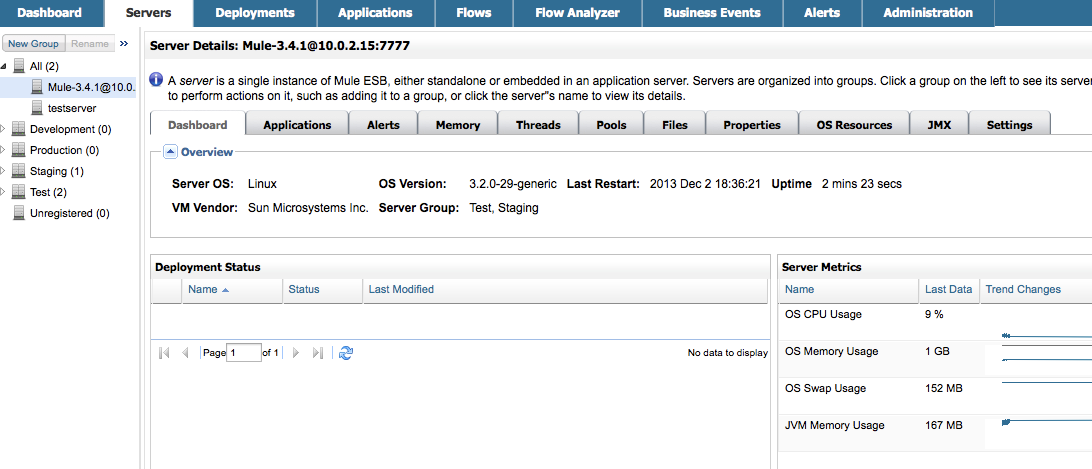 Dashboard Servers Deployments Applications Flows Flow Analyzer Business Events Alerts Administration
New Group Rename »
All (2)
Mule-3.4.1@10.0.
testserver
Development (0)
Production (0)
Staging (1)
Test (2)
Unregistered (0)
Server Details: Mule-3.4.1@10.0.2.15:7777
A server is a single instance of Mule ESB, either standalone or embedded in an application server. Servers are organized into groups. Click a group on the left to see its server
to perform actions on it, such as adding it to a group, or click the server"s name to view its details.
Dashboard Applications Alerts Memory Threads Pools Files Properties OS Resources JMX Settings
Overview
Server OS: Linux OS Version: 3.2.0-29-generic Last Restart: 2013 Dec 2 18:36:21 Uptime 2 mins 23 secs
VM Vendor: Sun Microsystems Inc. Server Group: Test, Staging
Deployment Status
Name Status Last Modified
Page 1 of 1 No data to display
Server Metrics
Name Last Data Trend Changes
OS CPU Usage 9 %
OS Memory Usage 1 GB
OS Swap Usage 152 MB
JVM Memory Usage 167 MB